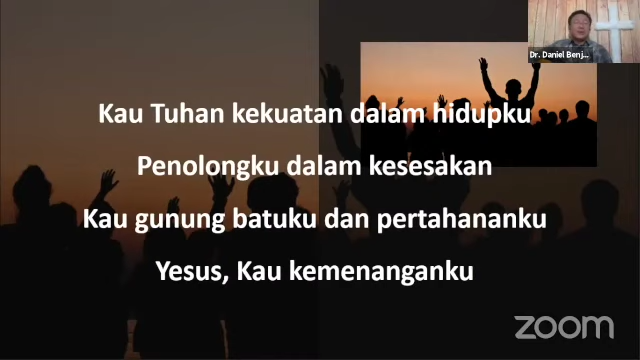 Dr. Daniel Benj...
Kau Tuhan kekuatan dalam hidupku
Penolongku dalam kesesakan
Kau gunung batuku dan pertahananku
Yesus, Kau kemenanganku
zoom